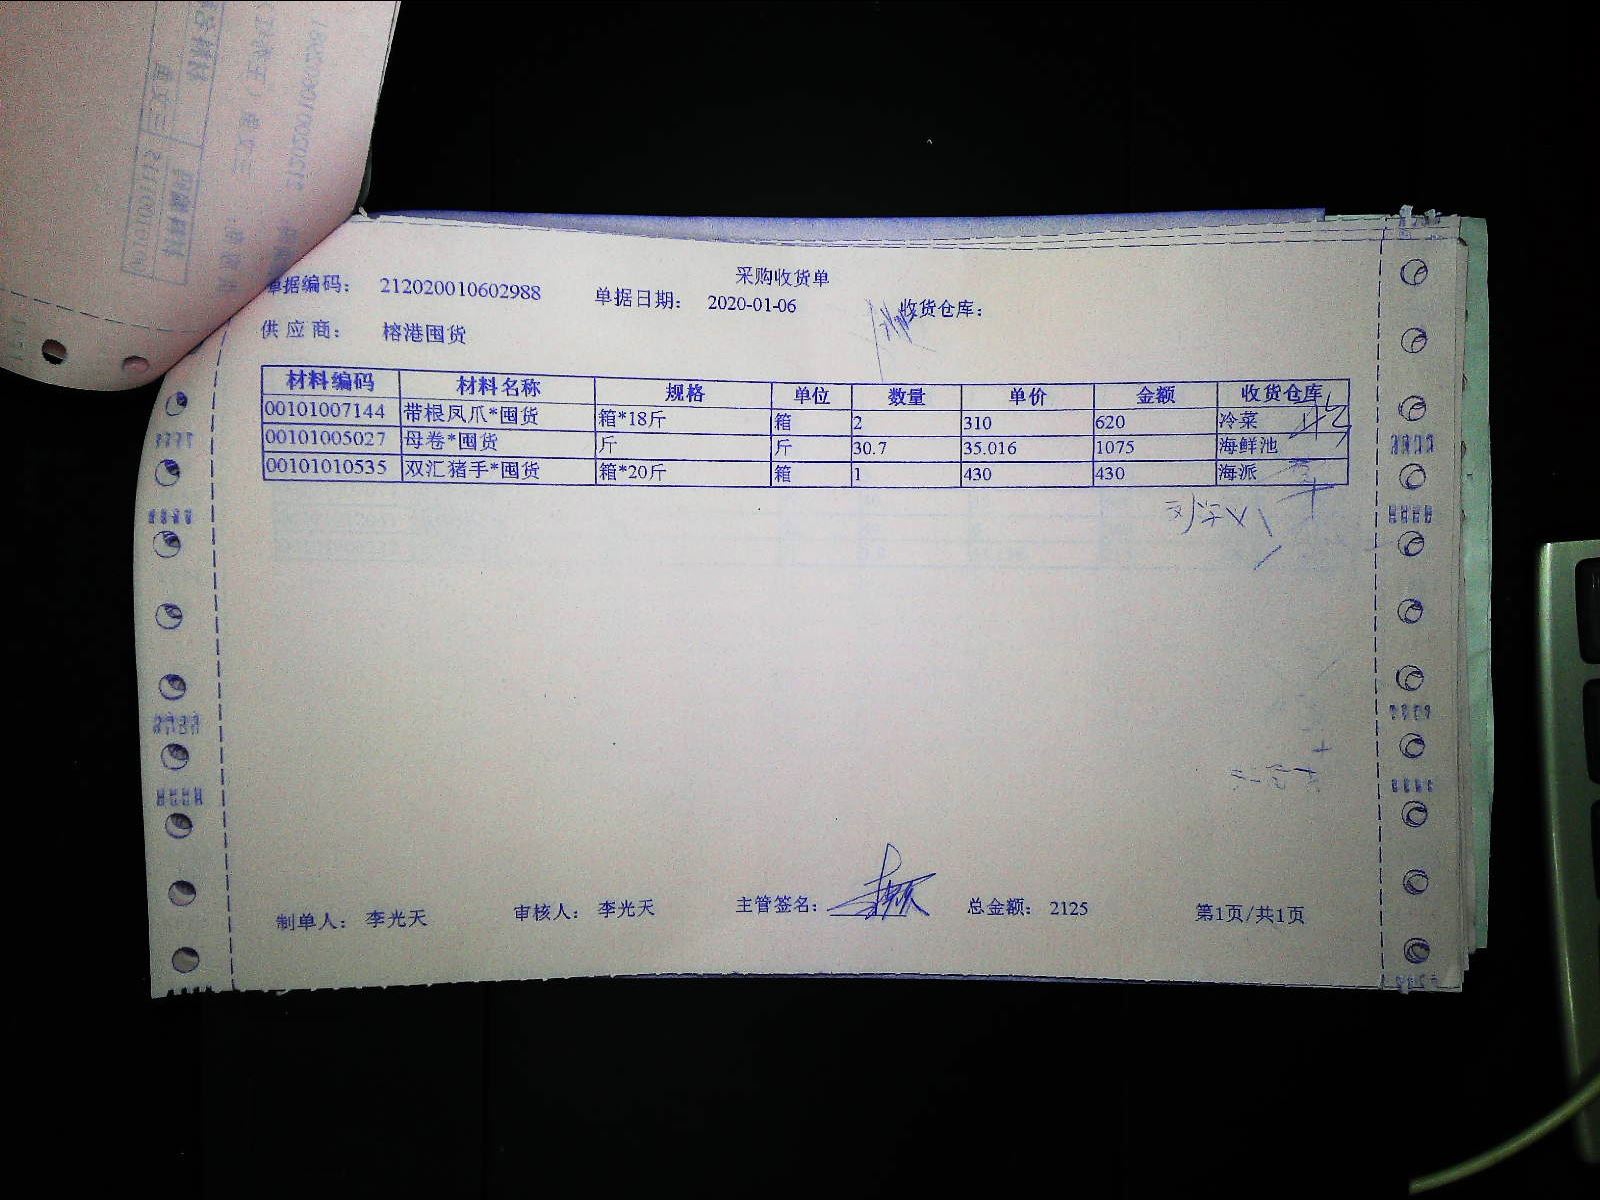 采购收货单
单据编码： 212020010602988 单据日期： 2020-01-06 收货仓库：
供应商： 榕港囤货
材料编码 材料名称 规格 单位 数量 单价 金额 收货仓库
00101007144 带根凤爪*囤货 箱*18斤 箱 2 310 620 冷菜
00101005027 母卷*囤货 斤 斤 30.7 35.016 1075 海鲜池
00101010535 双汇猪手*囤货 箱*20斤 箱 1 430 430 海派
制单人： 李光天 审核人： 李光天 主管签名： 总金额： 2125 第1页/共1页